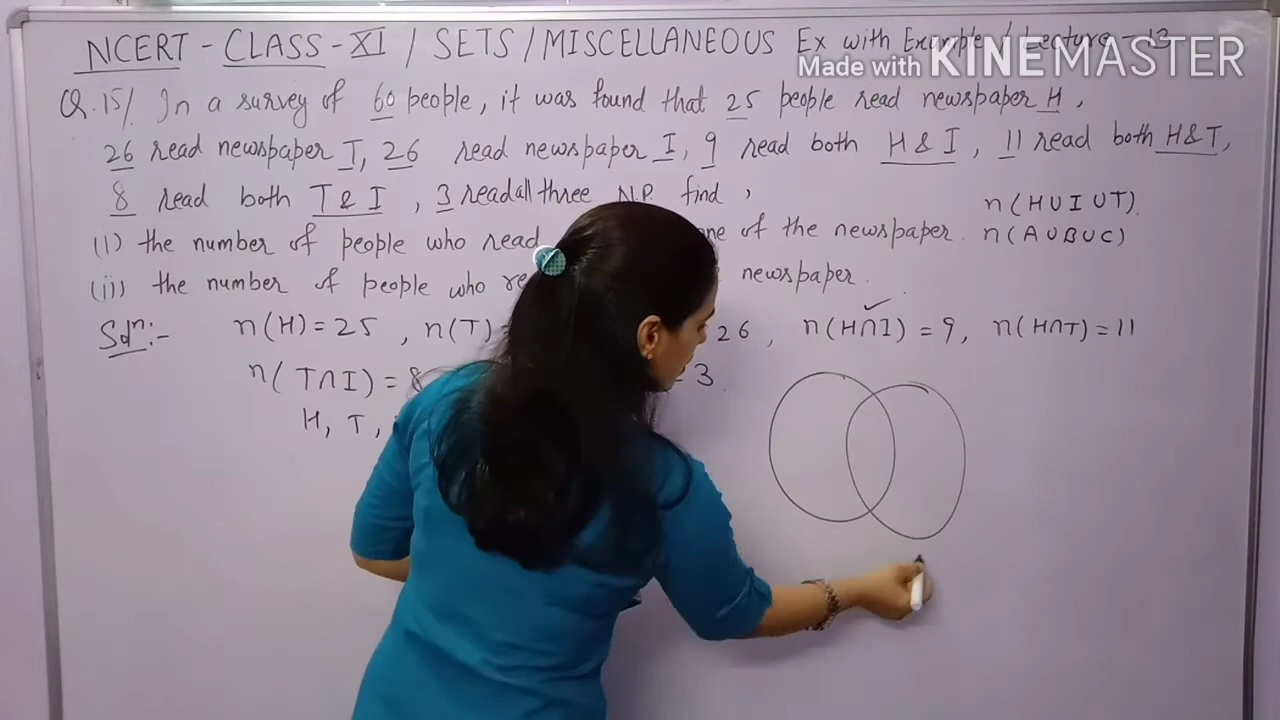 NCERT - CLASS - XI / SETS / MISCELLANEOUS Ex with Example / Lecture - 13
Made with KINEMASTER
Q.15/ In a survey of 60 people, it was found that 25 people read newspaper H,
26 read newspaper T, 26 read newspaper I, 9 read both H & I, 11 read both H & T,
8 read both T & I, 3 read all three N.P. find,
n(H∪I∪T).
(i) the number of people who read one of the newspaper.
n(A∪B∪C)
(ii) the number of people who newspaper.
Soln:- n(H) = 25, n(T) 26, n(H∩I) = 9, n(H∩T) = 11
n(T∩I) = 8 = 3.
H, T,